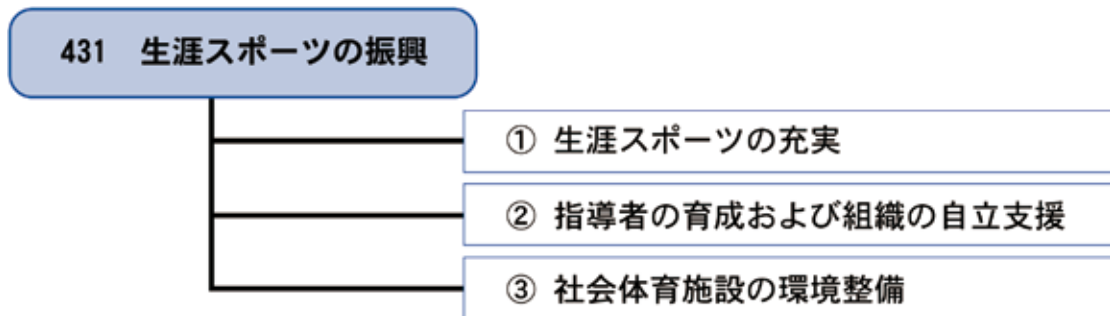 431 生涯スポーツの振興
① 生涯スポーツの充実
② 指導者の育成および組織の自立支援
③ 社会体育施設の環境整備